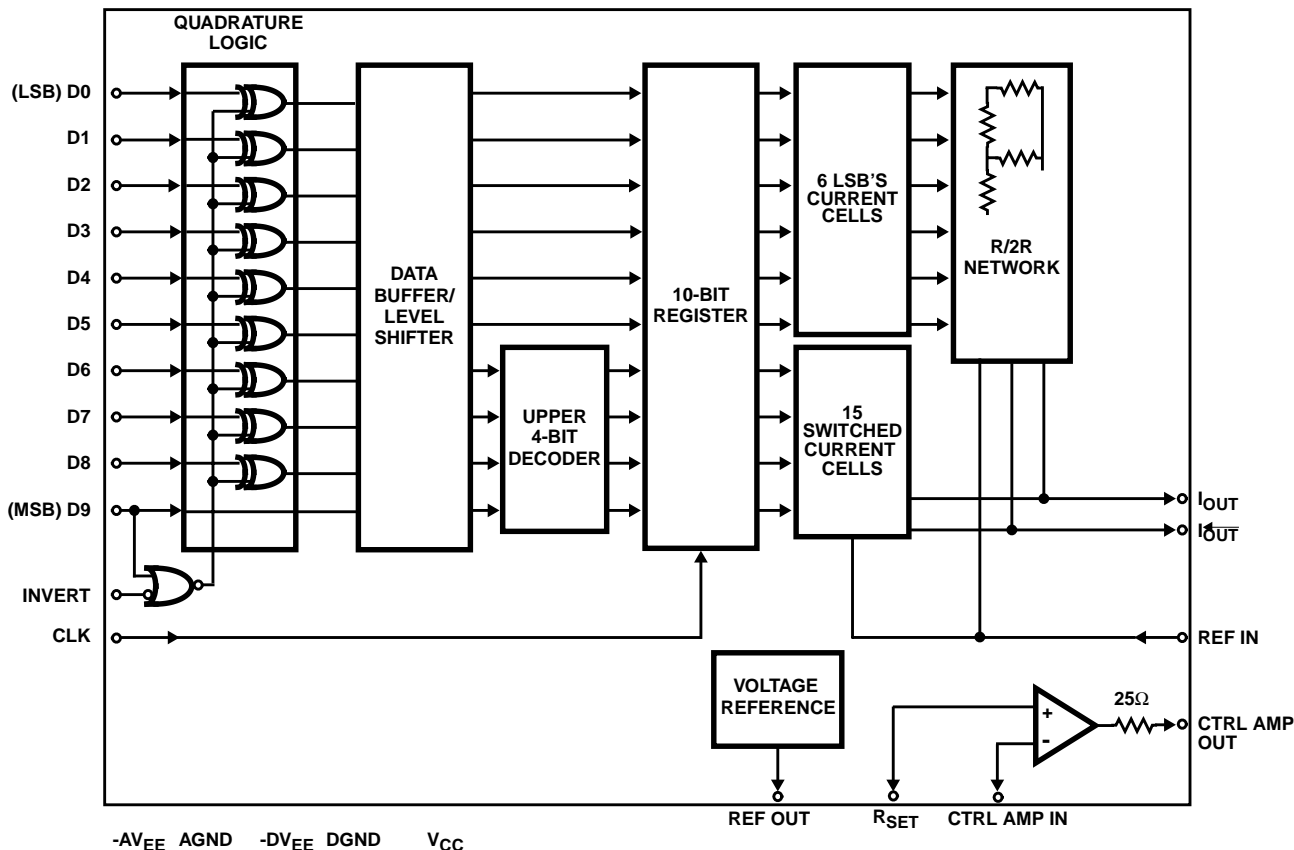 QUADRATURE
LOGIC
(LSB) D0
D1
D2
D3
D4
D5
D6
D7
D8
(MSB) D9
INVERT
CLK
DATA
BUFFER/
LEVEL
SHIFTER
UPPER
4-BIT
DECODER
10-BIT
REGISTER
6 LSB'S
CURRENT
CELLS
15
SWITCHED
CURRENT
CELLS
R/2R
NETWORK
IOUT
IOUT
REF IN
VOLTAGE
REFERENCE
+
-
25Ω
CTRL AMP
OUT
REF OUT
RSET
CTRL AMP IN
-AVEE AGND -DVEE DGND VCC